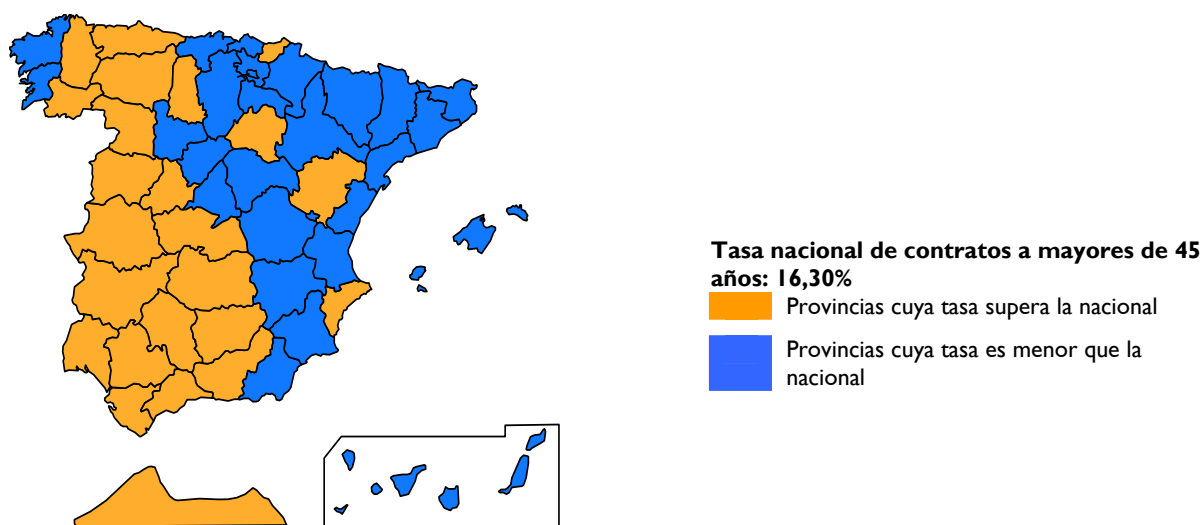 Tasa nacional de contratos a mayores de 45
años: 16,30%
Provincias cuya tasa supera la nacional
Provincias cuya tasa es menor que la
nacional